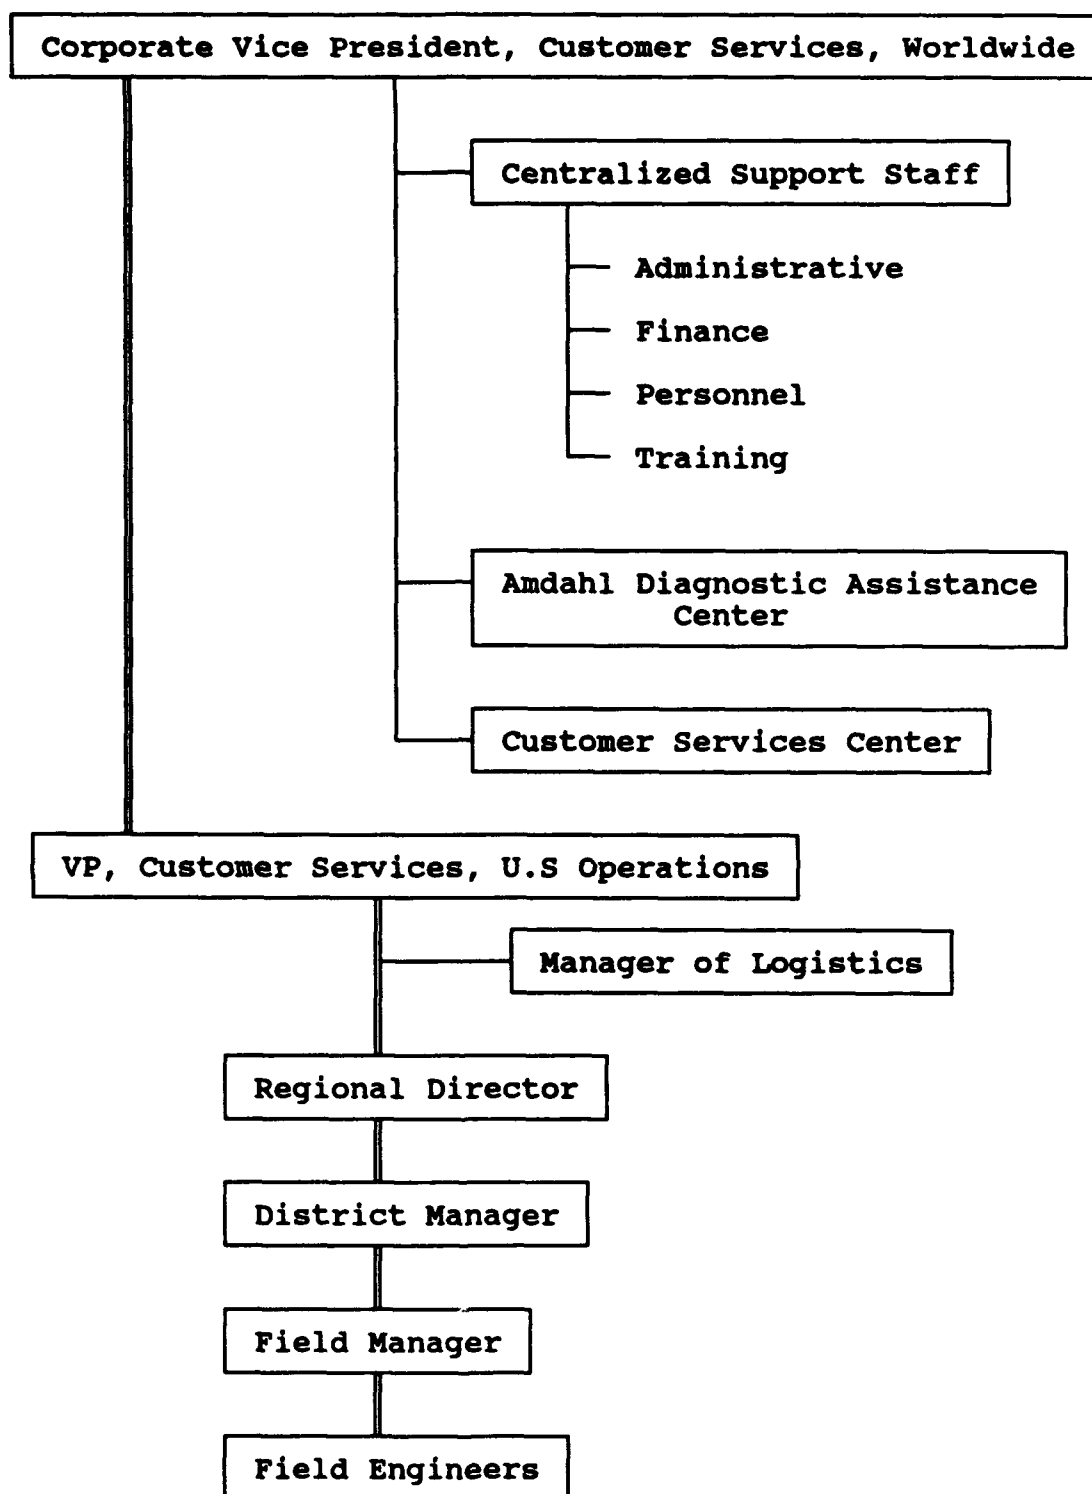 Corporate Vice President, Customer Services, Worldwide
Centralized Support Staff
Administrative
Finance
Personnel
Training
Amdahl Diagnostic Assistance
Center
Customer Services Center
VP, Customer Services, U.S Operations
Manager of Logistics
Regional Director
District Manager
Field Manager
Field Engineers